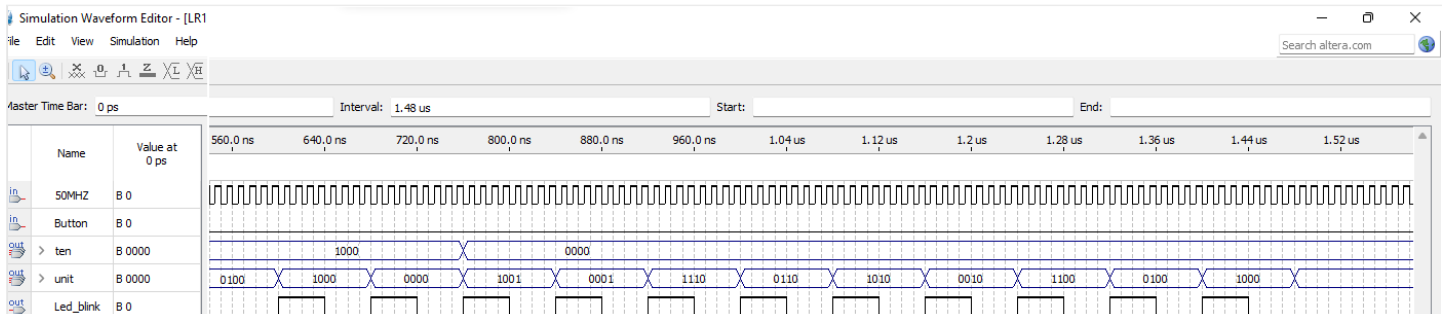 Simulation Waveform Editor - [LR1
File Edit View Simulation Help
Search altera.com
Master Time Bar: 0 ps Interval: 1.48 us Start: End:
Name Value at 0 ps
560.0 ns 640.0 ns 720.0 ns 800.0 ns 880.0 ns 960.0 ns 1.04 us 1.12 us 1.2 us 1.28 us 1.36 us 1.44 us 1.52 us
in 50MHZ B 0
in Button B 0
out > ten B 0000 1000 0000
out > unit B 0000 0100 1000 0000 1001 0001 1110 0110 1010 0010 1100 0100 1000
out Led_blink B 0